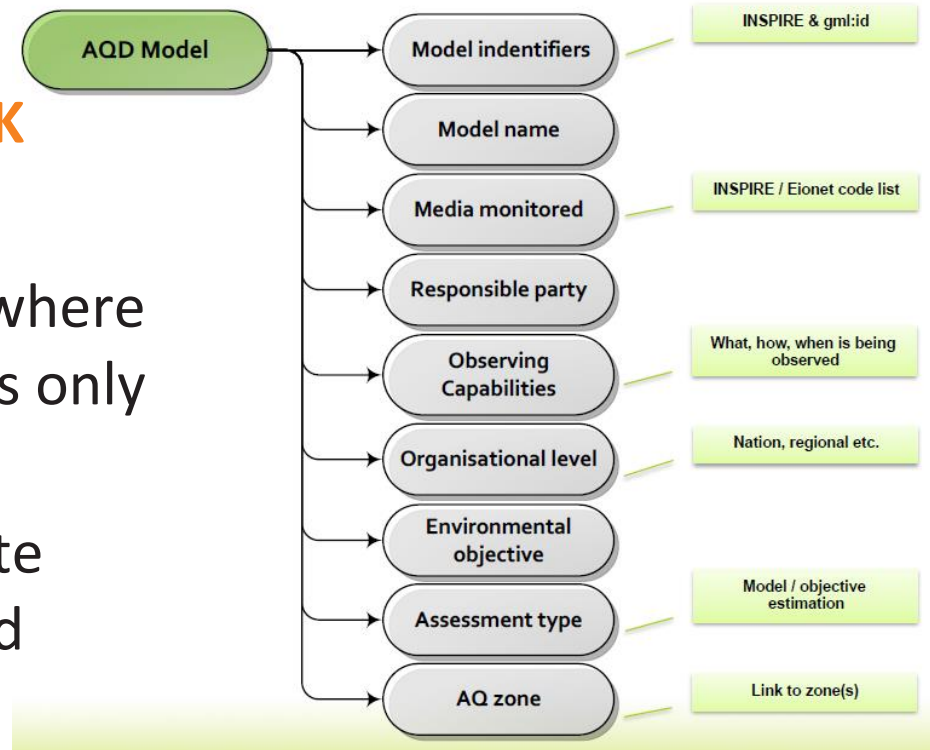 K
where
s only
te
d
AQD Model
Model indentifiers
INSPIRE & gml:id
Model name
Media monitored
INSPIRE / Eionet code list
Responsible party
Observing
Capabilities
What, how, when is being
observed
Organisational level
Nation, regional etc.
Environmental
objective
Assessment type
Model / objective
estimation
AQ zone
Link to zone(s)